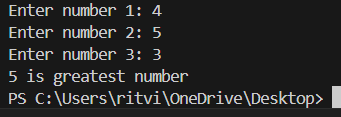 Enter number 1: 4
Enter number 2: 5
Enter number 3: 3
5 is greatest number
PS C:\Users\ritvi\OneDrive\Desktop>